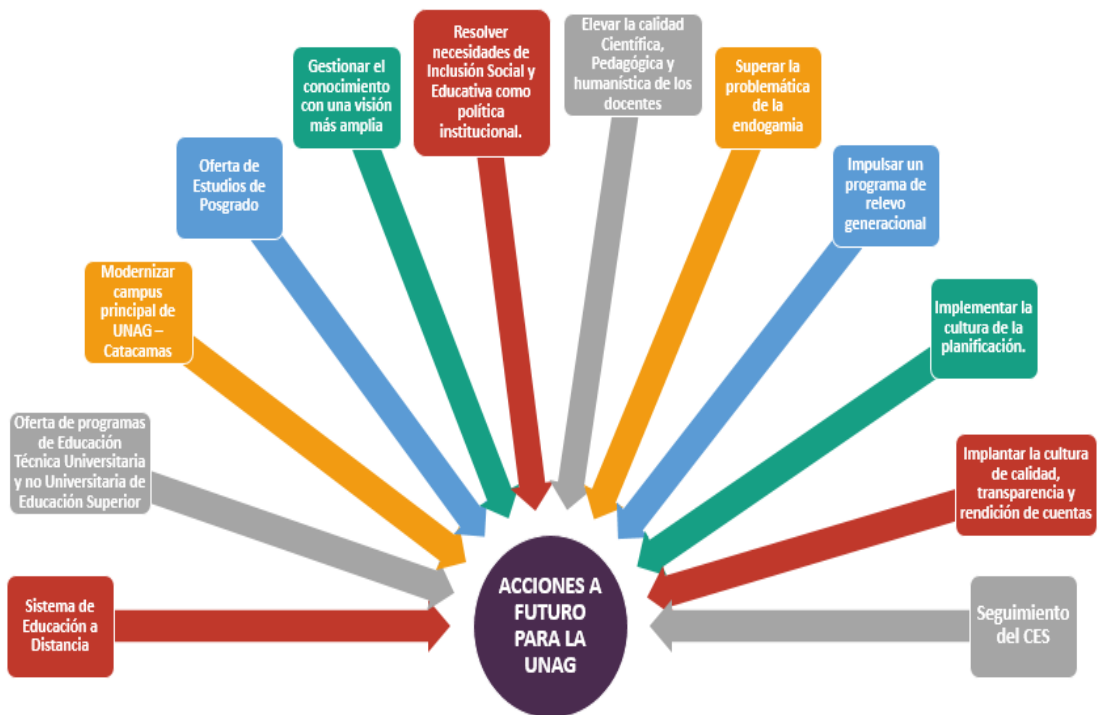 Sistema de
Educación a
Distancia
Oferta de programas
de Educación
Técnica Universitaria
y no Universitaria de
Educación Superior
Modernizar
campus
principal de
UNAG –
Catacamas
Oferta de
Estudios de
Posgrado
Gestionar el
conocimiento
con una visión
más amplia
Resolver
necesidades de
Inclusión Social y
Educativa como
política
institucional.
Elevar la calidad
Científica,
Pedagógica y
humanística de los
docentes
Superar la
problemática
de la
endogamia
Impulsar un
programa de
relevo
generacional
Implementar la
cultura de la
planificación.
Implantar la cultura
de calidad,
transparencia y
rendición de cuentas
Seguimiento
del CES
ACCIONES A
FUTURO
PARA LA
UNAG